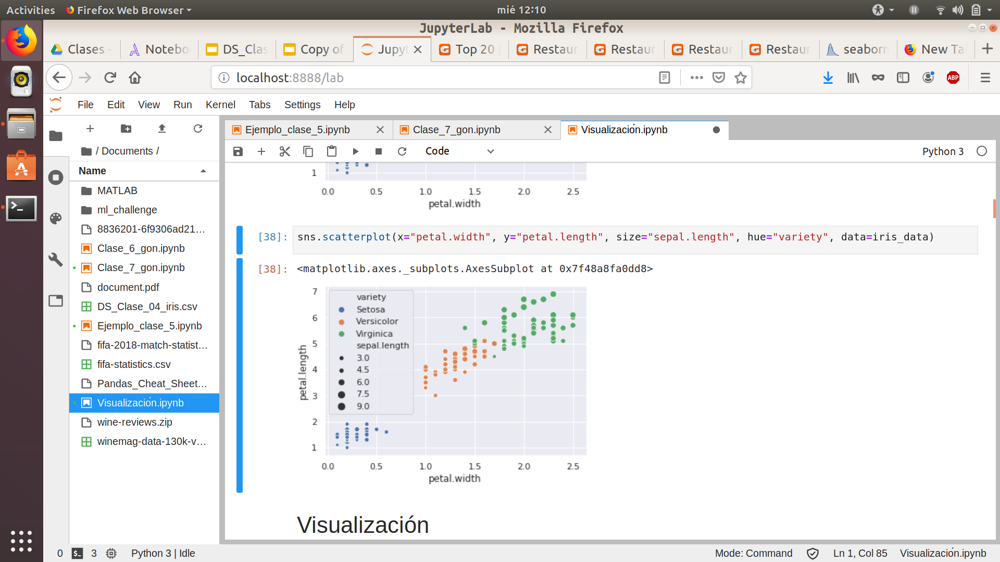 Activities Firefox Web Browser mié 12:10
JupyterLab - Mozilla Firefox
Clases - Notebo DS_Clas Copy of Jupyt Top 20 Restaur Restaur Restaur Restaur seaborn New Ta
localhost:8888/lab ABP
File Edit View Run Kernel Tabs Settings Help
Ejemplo_clase_5.ipynb Clase_7_gon.ipynb Visualización.ipynb
/ Documents /
Code Python 3
Name
MATLAB
ml_challenge
8836201-6f9306ad21…
Clase_6_gon.ipynb
Clase_7_gon.ipynb
document.pdf
DS_Clase_04_iris.csv
Ejemplo_clase_5.ipynb
fifa-2018-match-statist…
fifa-statistics.csv
Pandas_Cheat_Sheet…
Visualización.ipynb
wine-reviews.zip
winemag-data-130k-v…
1
0.0 0.5 1.0 1.5 2.0 2.5
petal.width
[38]: sns.scatterplot(x="petal.width", y="petal.length", size="sepal.length", hue="variety", data=iris_data)
[38]: <matplotlib.axes._subplots.AxesSubplot at 0x7f48a8fa0dd8>
petal.length
7
6
5
4
3
2
1
variety
Setosa
Versicolor
Virginica
sepal.length
3.0
4.5
6.0
7.5
9.0
0.0 0.5 1.0 1.5 2.0 2.5
petal.width
Visualización
0 $_ 3 Python 3 | Idle Mode: Command Ln 1, Col 85 Visualización.ipynb